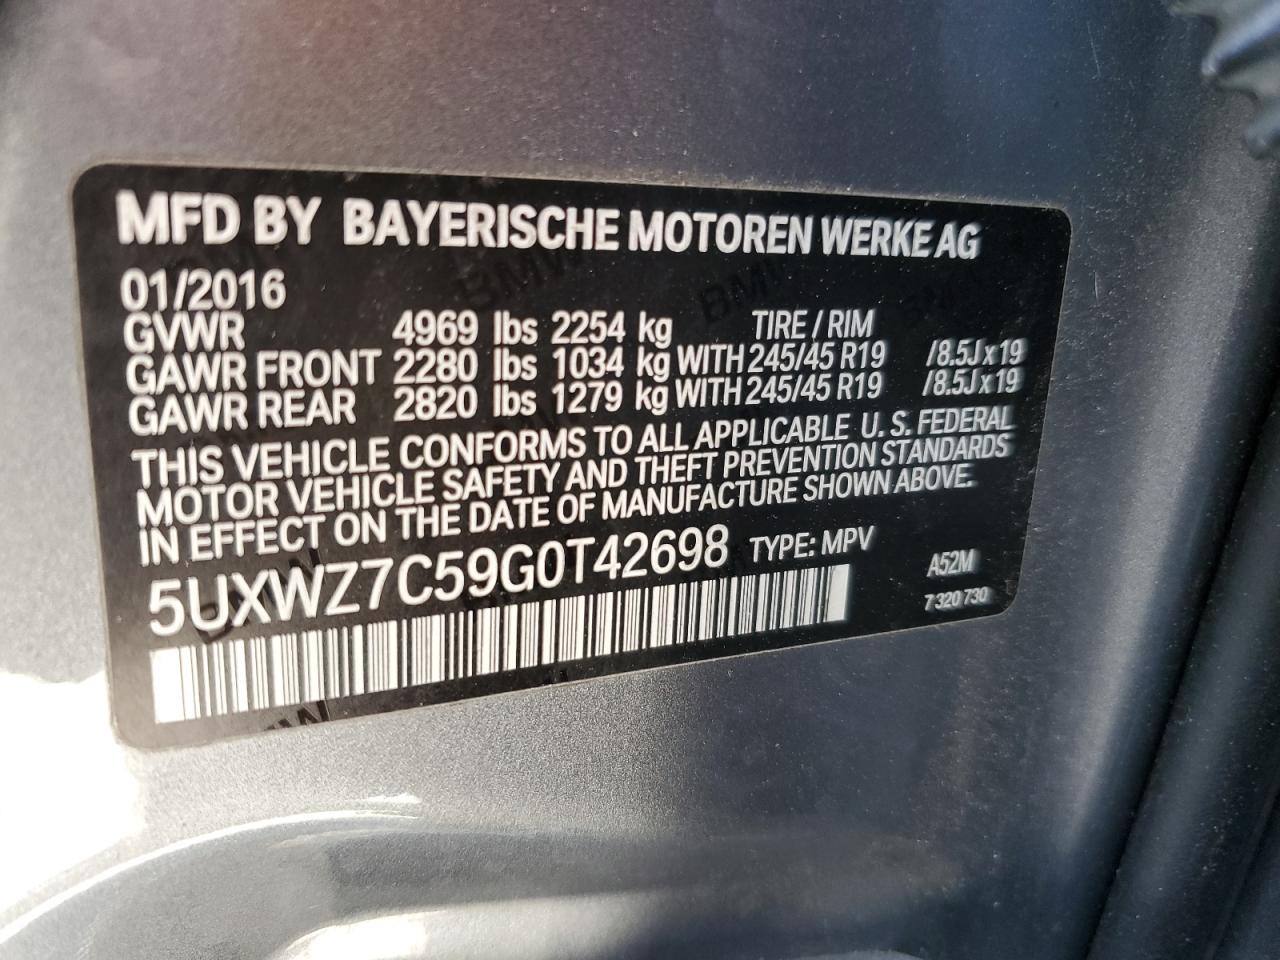 MFD BY BAYERISCHE MOTOREN WERKE AG
01/2016
GVWR 4969 lbs 2254 kg TIRE / RIM
GAWR FRONT 2280 lbs 1034 kg WITH 245/45 R19 /8.5J x 19
GAWR REAR 2820 lbs 1279 kg WITH 245/45 R19 /8.5J x 19
THIS VEHICLE CONFORMS TO ALL APPLICABLE U. S. FEDERAL
MOTOR VEHICLE SAFETY AND THEFT PREVENTION STANDARDS
IN EFFECT ON THE DATE OF MANUFACTURE SHOWN ABOVE.
5UXWZ7C59G0T42698 TYPE: MPV
A52M
7 320 730